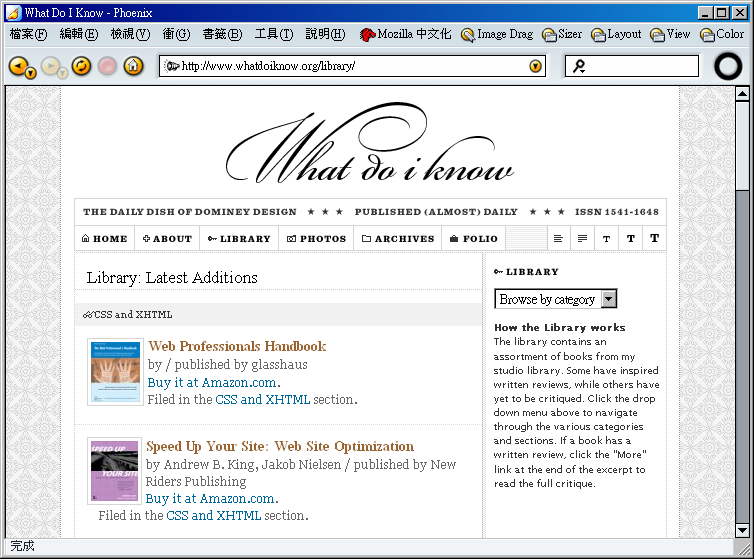 What Do I Know - Phoenix
檔案(F) 編輯(E) 檢視(V) 衝(G) 書籤(B) 工具(T) 說明(H) Mozilla 中文化 Image Drag Sizer Layout View Color
http://www.whatdoiknow.org/library/
What do i know
THE DAILY DISH OF DOMINEY DESIGN ★ ★ ★ PUBLISHED (ALMOST) DAILY ★ ★ ★ ISSN 1541-1648
HOME ABOUT LIBRARY PHOTOS ARCHIVES FOLIO T T T
Library: Latest Additions
CSS and XHTML
Web Professionals Handbook
by / published by glasshaus
Buy it at Amazon.com.
Filed in the CSS and XHTML section.
SPEED UP
YOUR SITE
Speed Up Your Site: Web Site Optimization
by Andrew B. King, Jakob Nielsen / published by New
Riders Publishing
Buy it at Amazon.com.
Filed in the CSS and XHTML section.
LIBRARY
Browse by category
How the Library works
The library contains an
assortment of books from my
studio library. Some have inspired
written reviews, while others have
yet to be critiqued. Click the drop
down menu above to navigate
through the various categories
and sections. If a book has a
written review, click the "More"
link at the end of the excerpt to
read the full critique.
完成